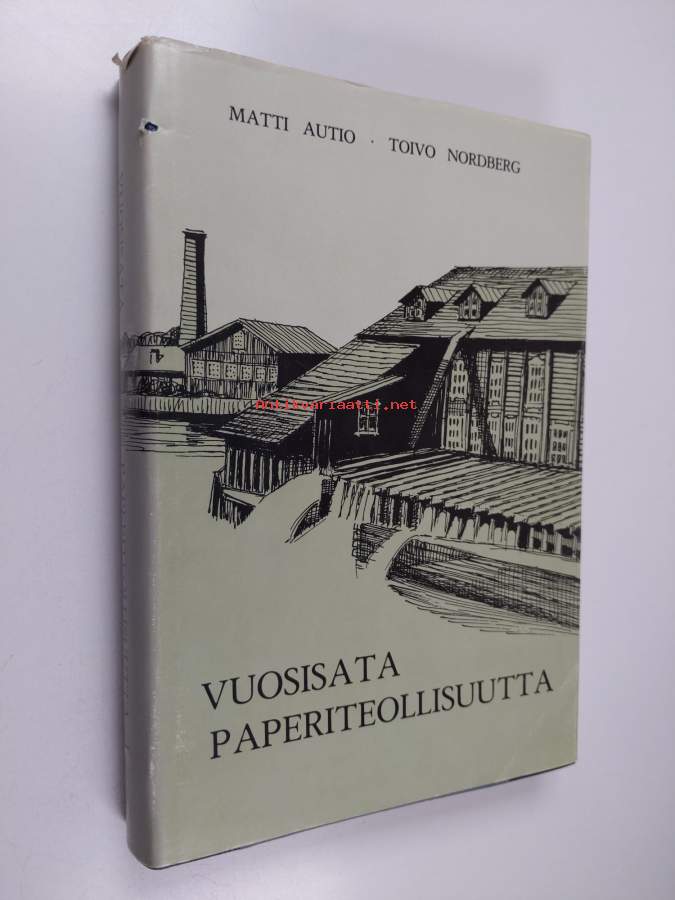 MATTI AUTIO · TOIVO NORDBERG
Antikvariaatti.net
VUOSISATA
PAPERITEOLLISUUTTA